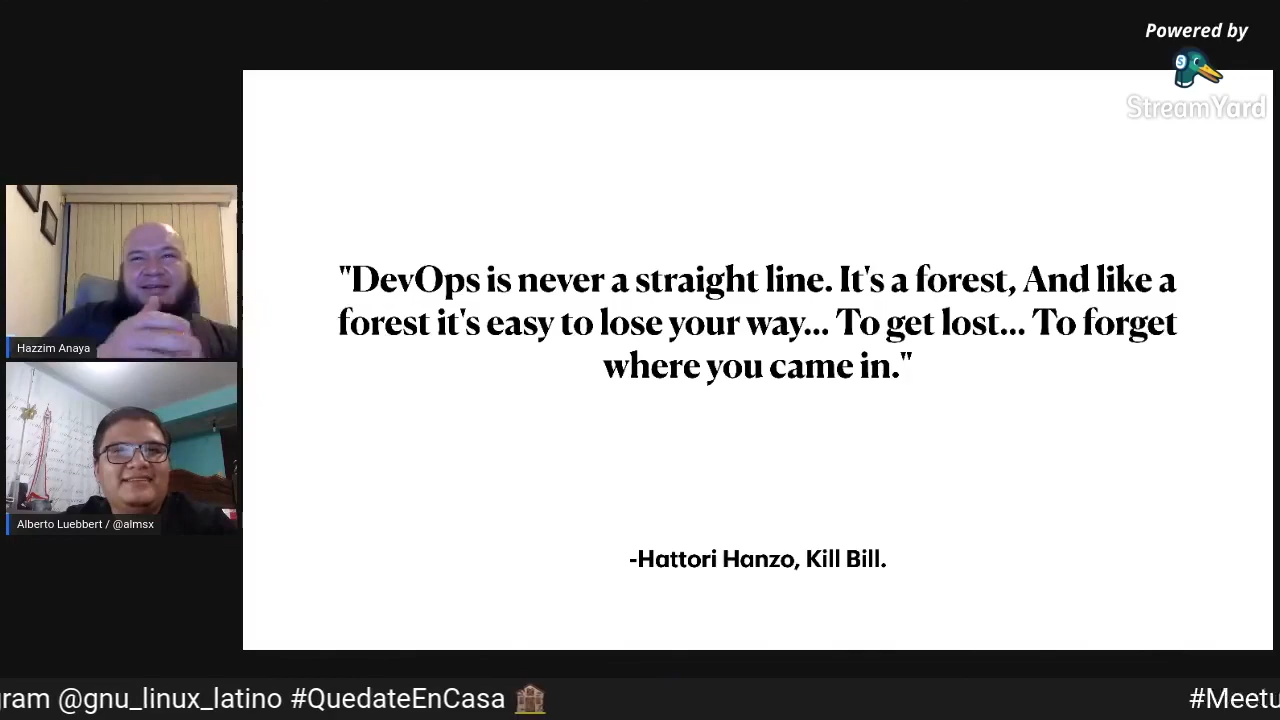 Powered by
StreamYard
"DevOps is never a straight line. It's a forest, And like a
forest it's easy to lose your way... To get lost... To forget
where you came in."
-Hattori Hanzo, Kill Bill.
Hazzim Anaya
Alberto Luebbert / @almsx
gram @gnu_linux_latino #QuedateEnCasa
#Meetu